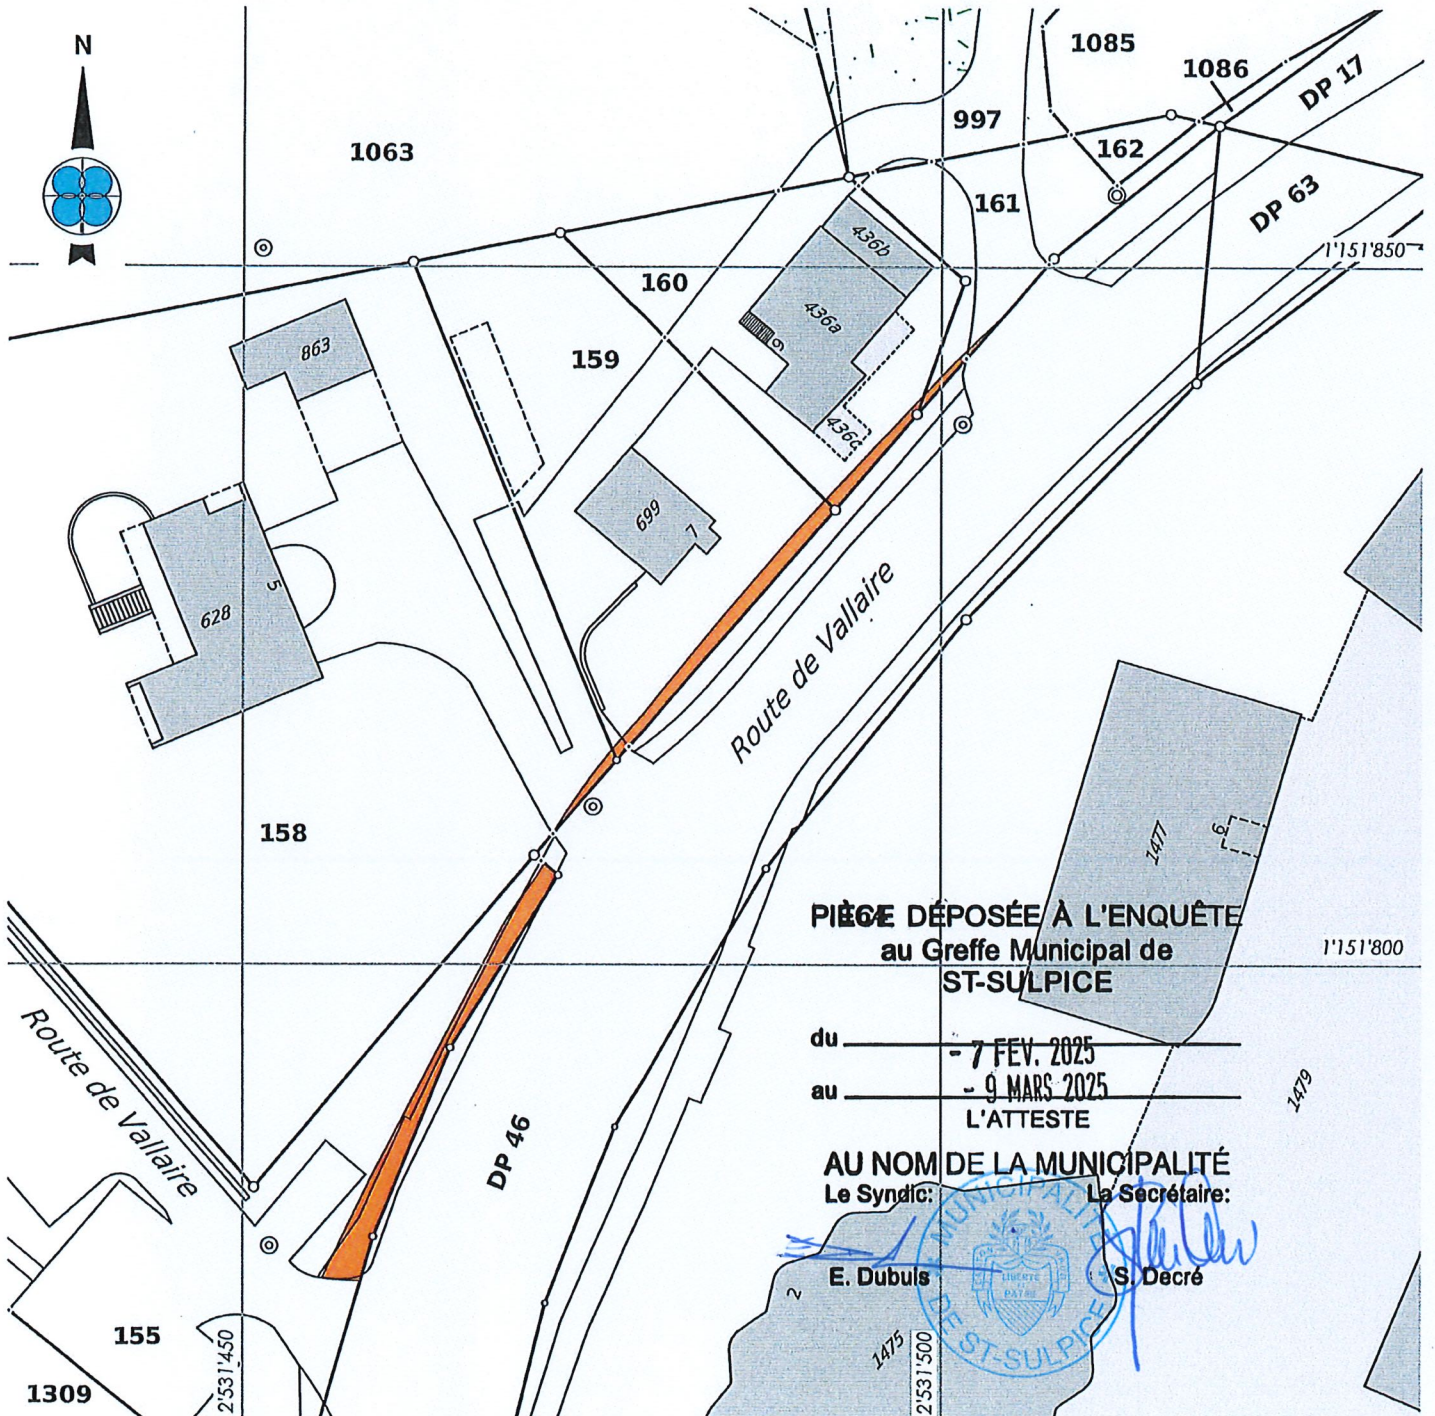 N
1085
1086
DP 17
997
1063
162
161
DP 63
436b
1'151'850
160
436a
9
863
159
436c
699
7
5
628
Route de Vallaire
158
1477
6
PIÈCE DÉPOSÉE À L'ENQUÊTE
au Greffe Municipal de
ST-SULPICE
1'151'800
du - 7 FEV. 2025
au - 9 MARS 2025
L'ATTESTE
1479
Route de Vallaire
DP 46
AU NOM DE LA MUNICIPALITÉ
Le Syndic: La Secrétaire:
E. Dubuis S. Decré
MUNICIPALITÉ
DE ST-SULPICE
LIBERTÉ
PATRIE
2
1475
155
1309
2'531'450
2'531'500